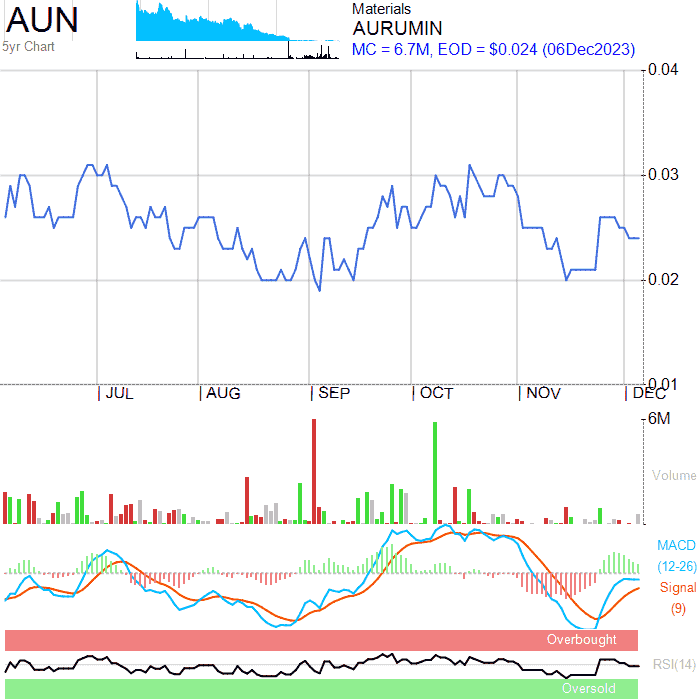 AUN
5yr Chart
Materials
AURUMIN
MC = 6.7M, EOD = $0.024 (06Dec2023)
0.04
0.03
0.02
0.01
JUL
AUG
SEP
OCT
NOV
DEC
6M
Volume
MACD
(12-26)
Signal
(9)
Overbought
RSI(14)
Oversold